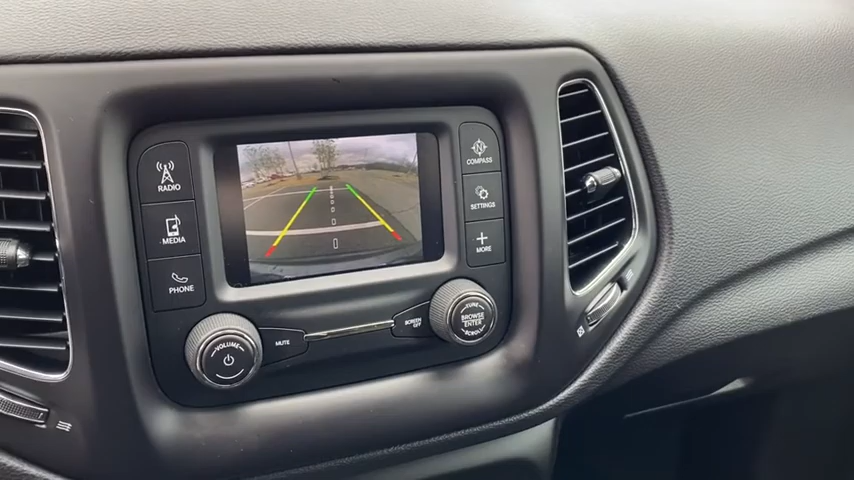 RADIO
MEDIA
PHONE
N
COMPASS
SETTINGS
MORE
VOLUME
MUTE
SCREEN
OFF
TUNE
BROWSE
ENTER
SCROLL